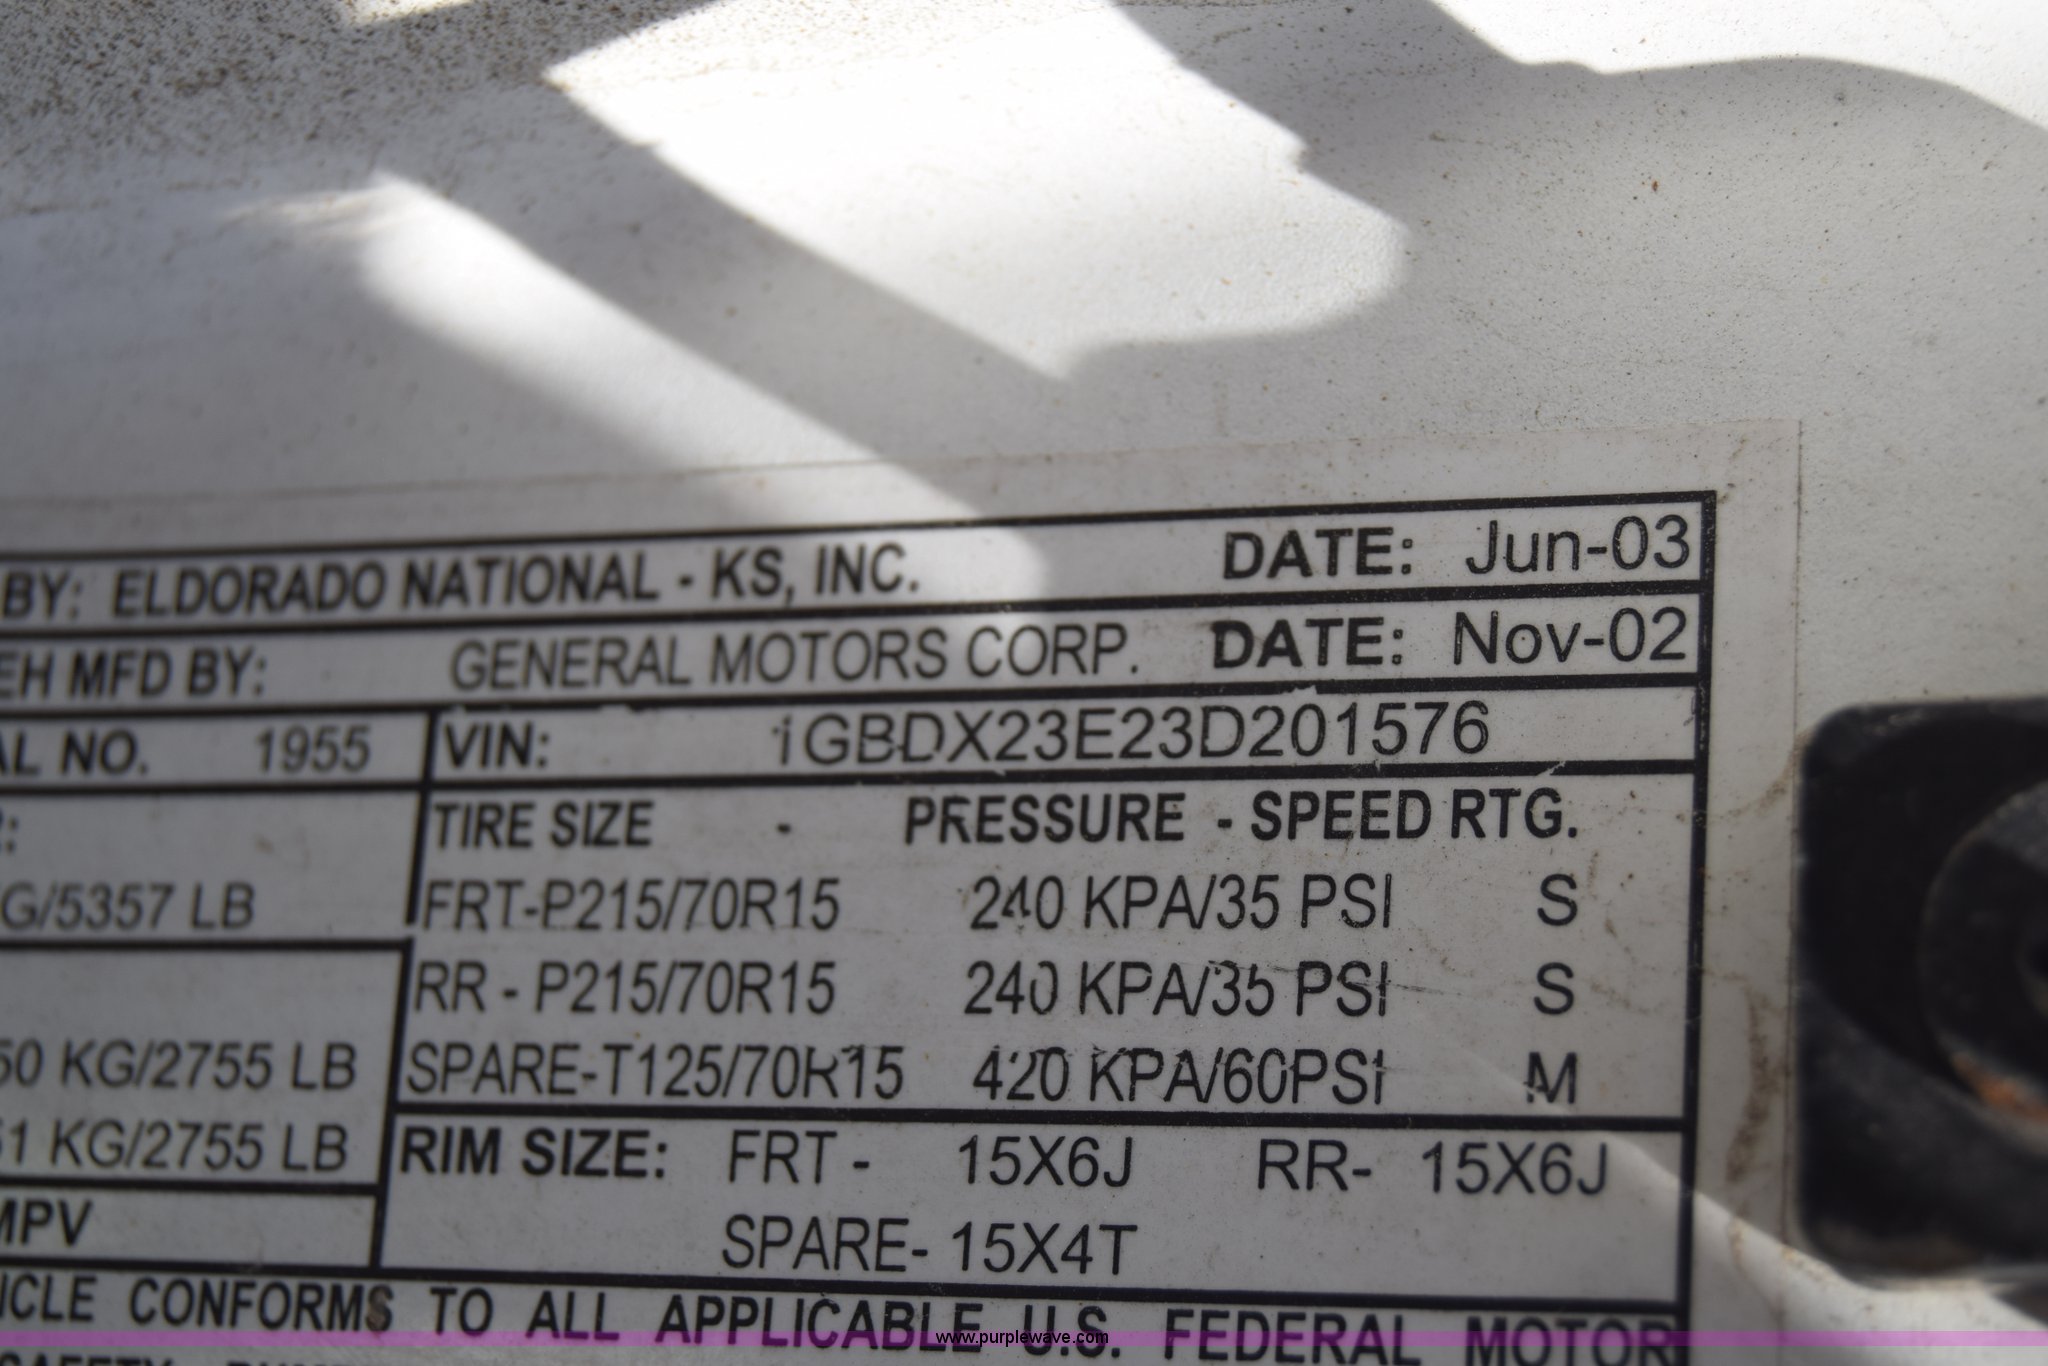 BY: ELDORADO NATIONAL - KS, INC. DATE: Jun-03
EH MFD BY: GENERAL MOTORS CORP. DATE: Nov-02
AL NO. 1955 VIN: 1GBDX23E23D201576
R: TIRE SIZE - PRESSURE - SPEED RTG.
G/5357 LB FRT-P215/70R15 240 KPA/35 PSI S
RR - P215/70R15 240 KPA/35 PSI S
50 KG/2755 LB SPARE-T125/70R15 420 KPA/60PSI M
51 KG/2755 LB RIM SIZE: FRT - 15X6J RR- 15X6J
MPV SPARE- 15X4T
ICLE CONFORMS TO ALL APPLICABLE U.S. FEDERAL MOTOR
www.purplewave.com